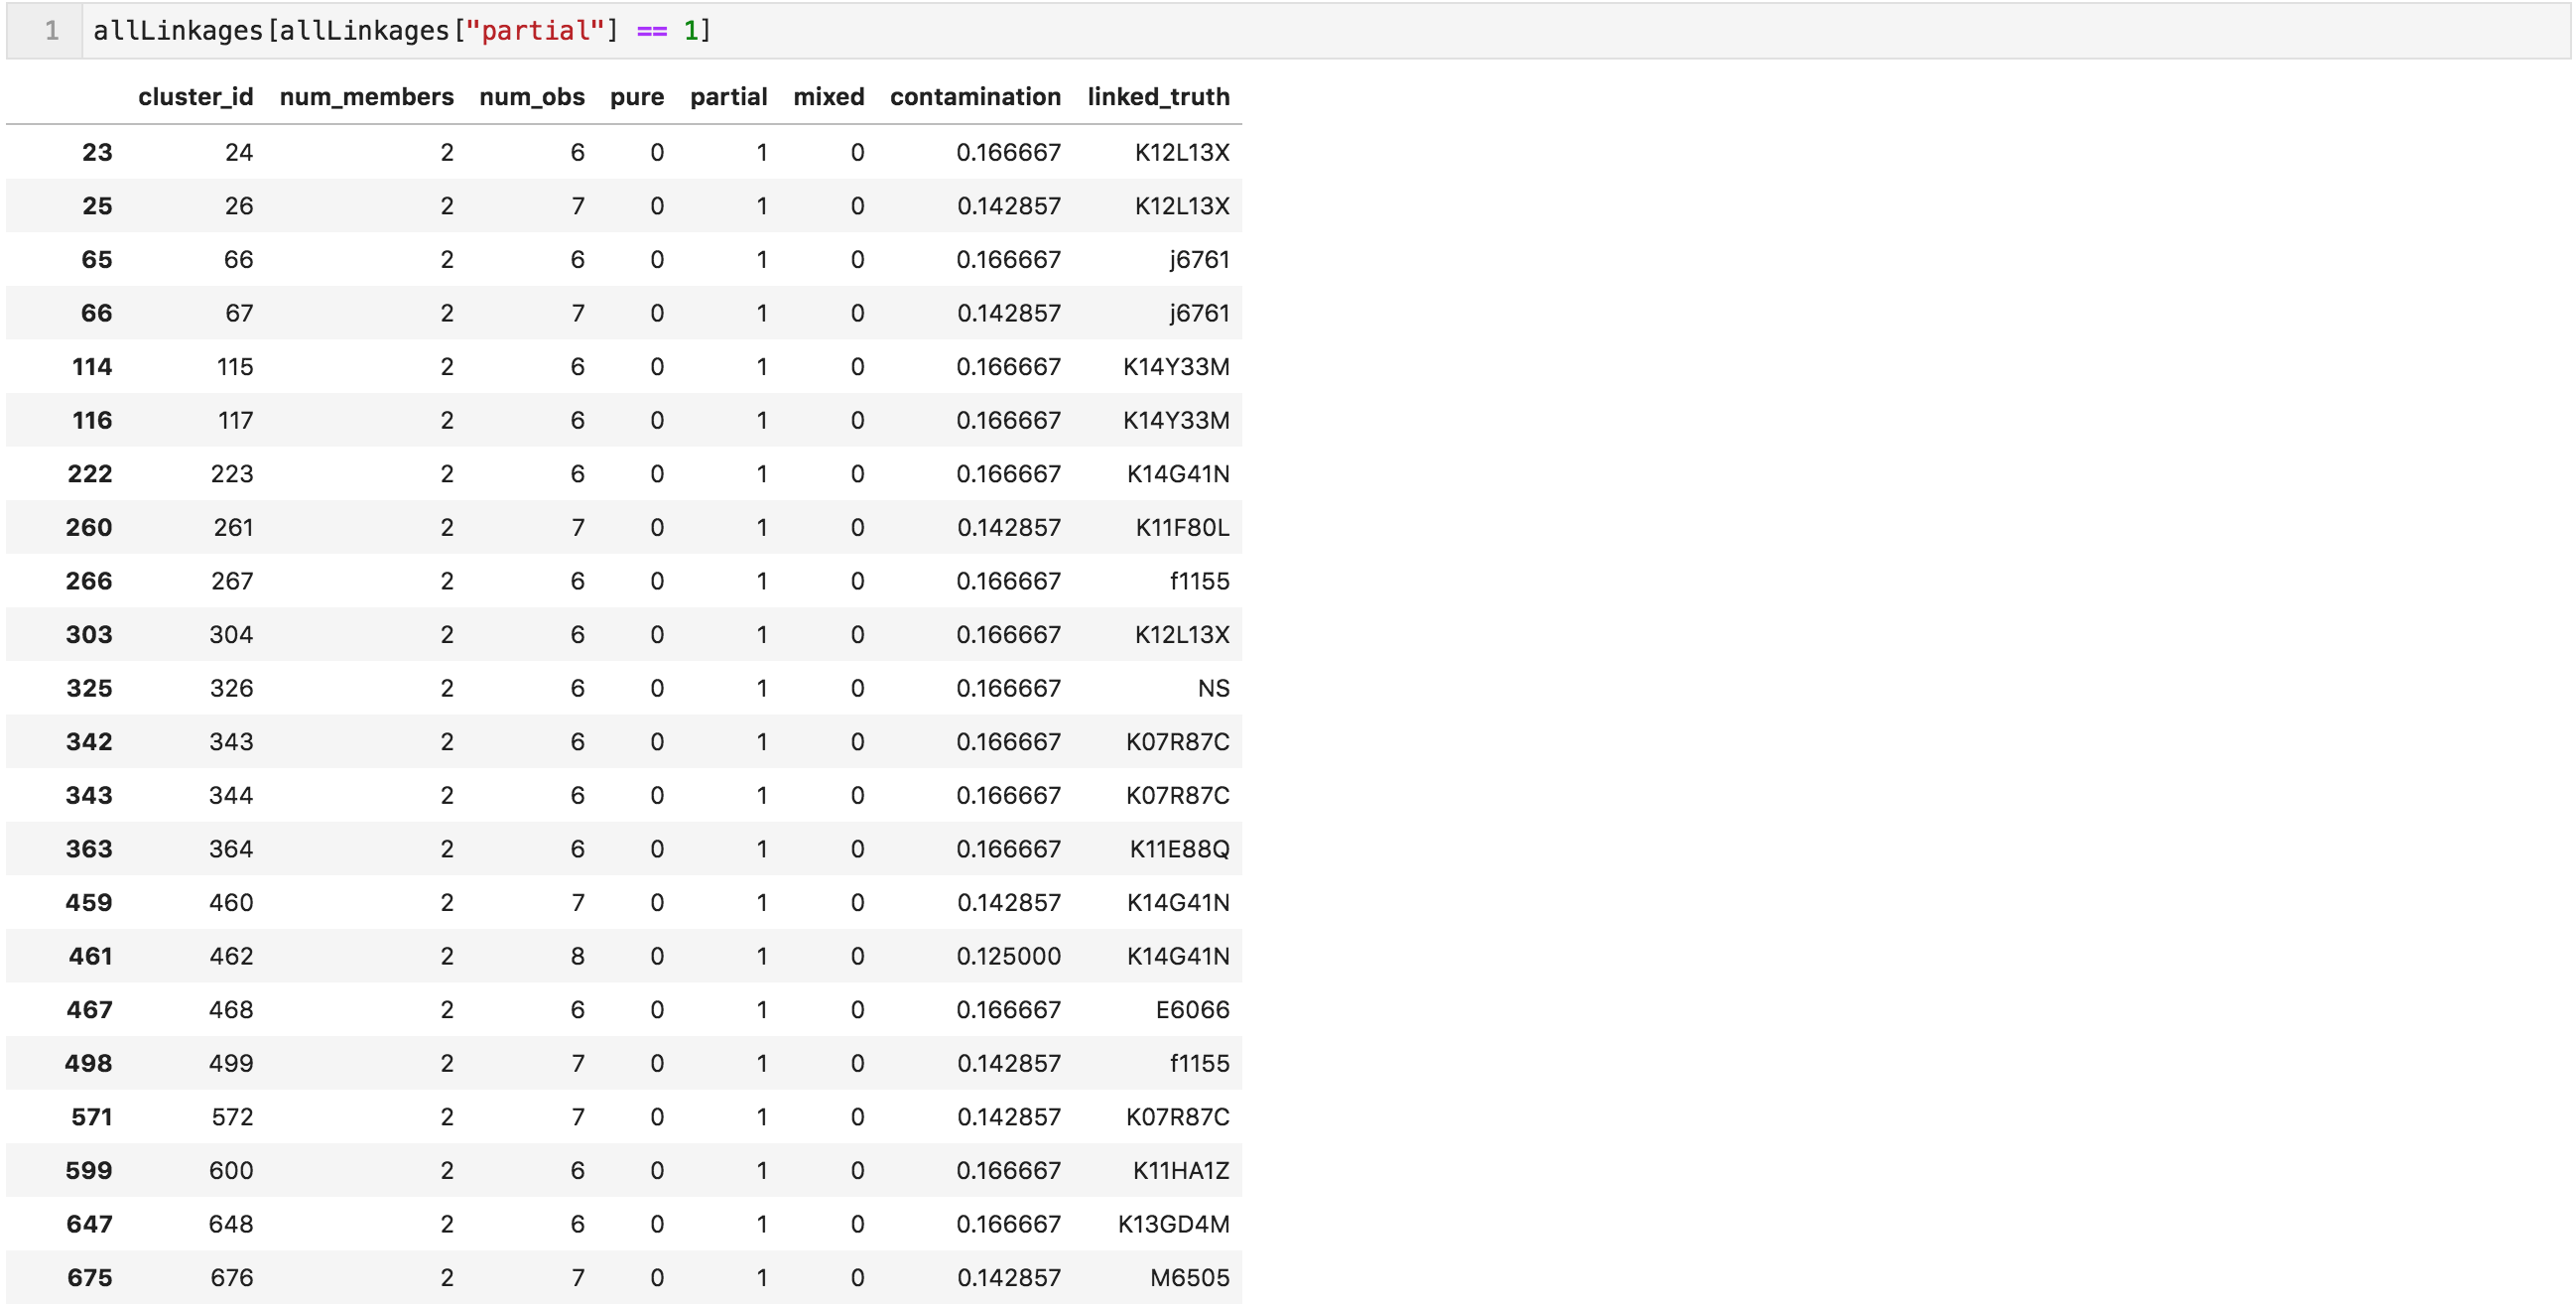 1 allLinkages[allLinkages["partial"] == 1]
cluster_id num_members num_obs pure partial mixed contamination linked_truth
23 24 2 6 0 1 0 0.166667 K12L13X
25 26 2 7 0 1 0 0.142857 K12L13X
65 66 2 6 0 1 0 0.166667 j6761
66 67 2 7 0 1 0 0.142857 j6761
114 115 2 6 0 1 0 0.166667 K14Y33M
116 117 2 6 0 1 0 0.166667 K14Y33M
222 223 2 6 0 1 0 0.166667 K14G41N
260 261 2 7 0 1 0 0.142857 K11F80L
266 267 2 6 0 1 0 0.166667 f1155
303 304 2 6 0 1 0 0.166667 K12L13X
325 326 2 6 0 1 0 0.166667 NS
342 343 2 6 0 1 0 0.166667 K07R87C
343 344 2 6 0 1 0 0.166667 K07R87C
363 364 2 6 0 1 0 0.166667 K11E88Q
459 460 2 7 0 1 0 0.142857 K14G41N
461 462 2 8 0 1 0 0.125000 K14G41N
467 468 2 6 0 1 0 0.166667 E6066
498 499 2 7 0 1 0 0.142857 f1155
571 572 2 7 0 1 0 0.142857 K07R87C
599 600 2 6 0 1 0 0.166667 K11HA1Z
647 648 2 6 0 1 0 0.166667 K13GD4M
675 676 2 7 0 1 0 0.142857 M6505